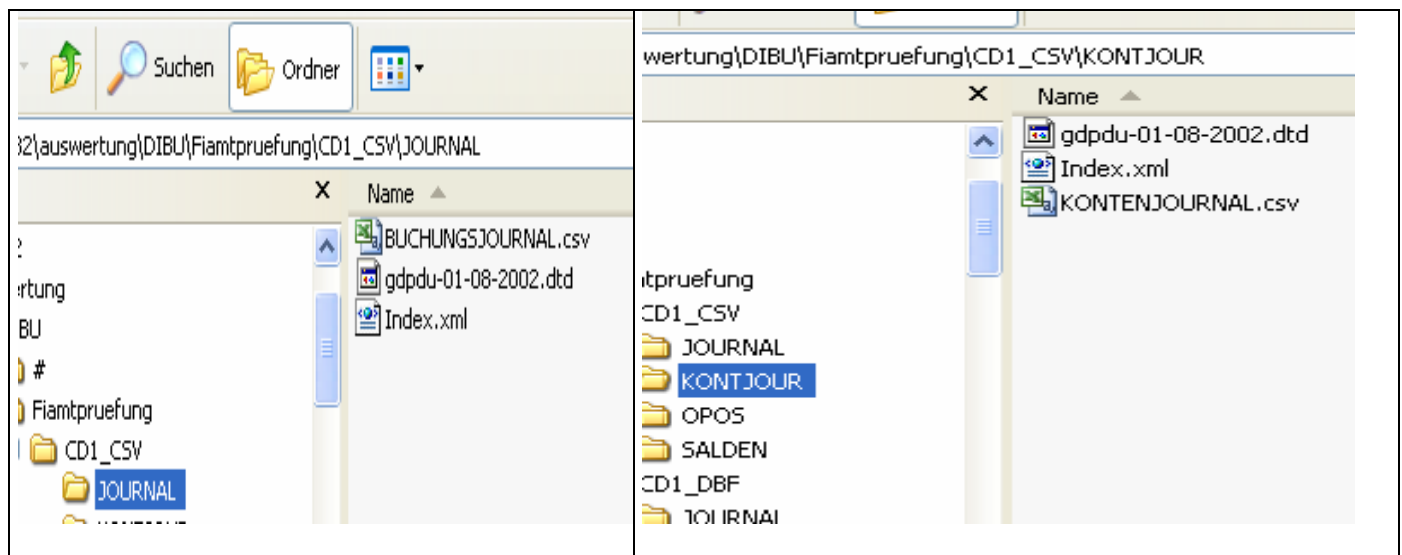 Suchen Ordner
32\auswertung\DIBU\Fiamtpruefung\CD1_CSV\JOURNAL
X Name
BUCHUNGSJOURNAL.csv
gdpdu-01-08-2002.dtd
Index.xml
rtung
BU
#
Fiamtpruefung
CD1_CSV
JOURNAL
wertung\DIBU\Fiamtpruefung\CD1_CSV\KONTJOUR
× Name
gdpdu-01-08-2002.dtd
Index.xml
KONTENJOURNAL.csv
tpruefung
CD1_CSV
JOURNAL
KONTJOUR
OPOS
SALDEN
CD1_DBF
JOURNAL